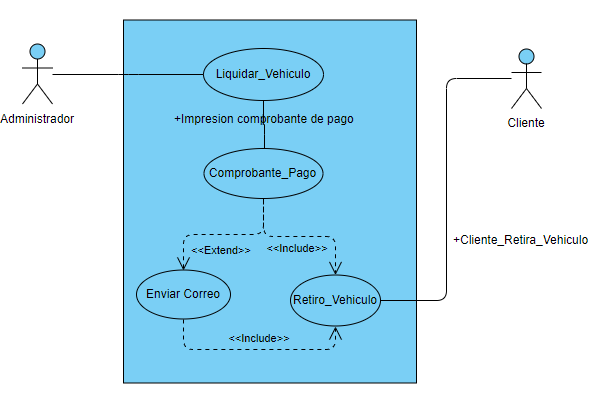 Liquidar_Vehiculo
Administrador
Cliente
+Impresion comprobante de pago
Comprobante_Pago
+Cliente_Retira_Vehiculo
<<Extend>>
<<Include>>
Enviar Correo
Retiro_Vehiculo
<<Include>>